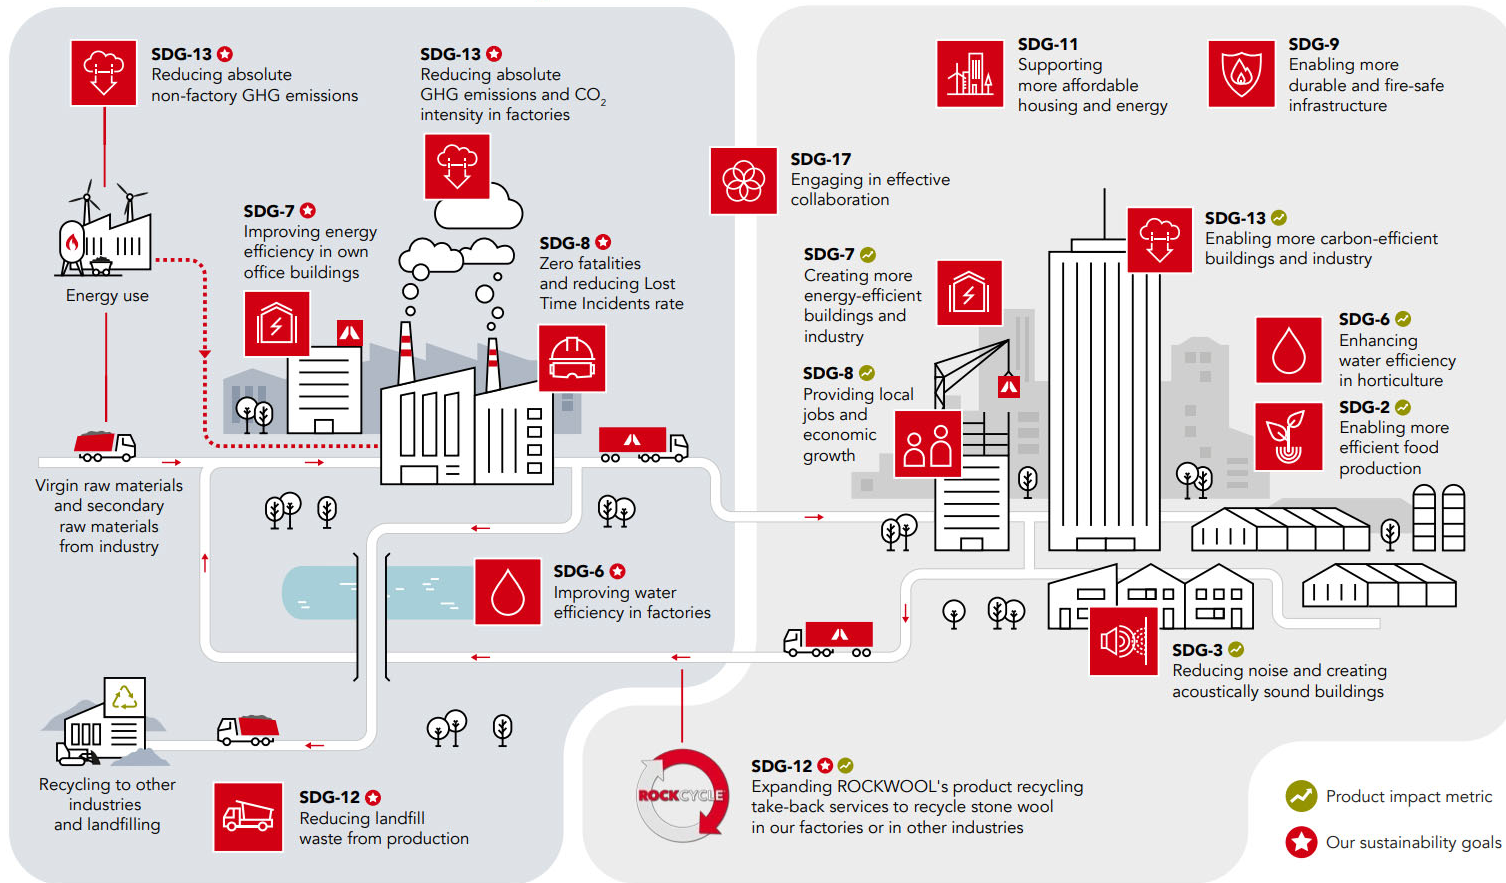 SDG-13
Reducing absolute
non-factory GHG emissions
SDG-13
Reducing absolute
GHG emissions and CO2
intensity in factories
SDG-11
Supporting
more affordable
housing and energy
SDG-9
Enabling more
durable and fire-safe
infrastructure
SDG-17
Engaging in effective
collaboration
SDG-7
Improving energy
efficiency in own
office buildings
SDG-8
Zero fatalities
and reducing Lost
Time Incidents rate
SDG-7
Creating more
energy-efficient
buildings and
industry
SDG-13
Enabling more carbon-efficient
buildings and industry
Energy use
SDG-8
Providing local
jobs and
economic
growth
SDG-6
Enhancing
water efficiency
in horticulture
SDG-2
Enabling more
efficient food
production
Virgin raw materials
and secondary
raw materials
from industry
SDG-6
Improving water
efficiency in factories
SDG-3
Reducing noise and creating
acoustically sound buildings
Recycling to other
industries
and landfilling
SDG-12
Reducing landfill
waste from production
ROCKCYCLE
SDG-12
Expanding ROCKWOOL's product recycling
take-back services to recycle stone wool
in our factories or in other industries
Product impact metric
Our sustainability goals